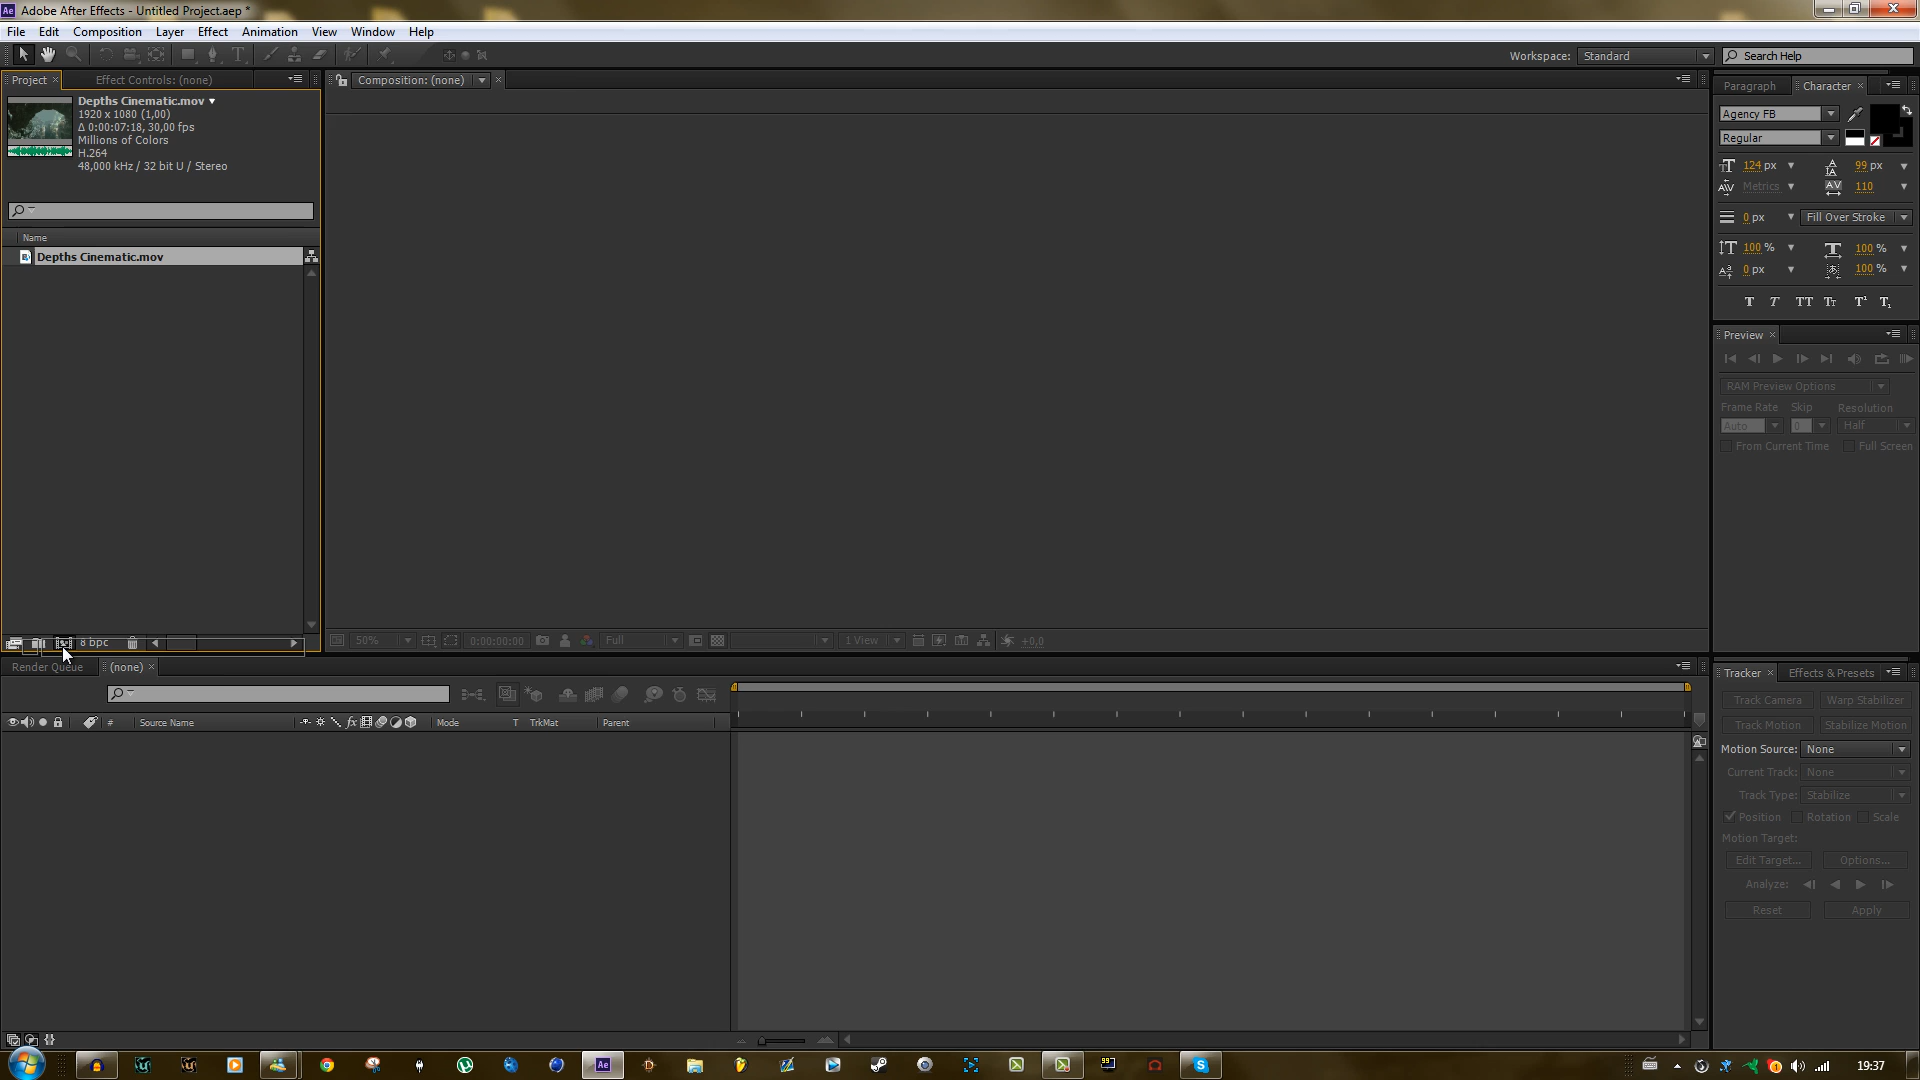 Adobe After Effects - Untitled Project.aep *
File Edit Composition Layer Effect Animation View Window Help
Workspace: Standard Search Help
Project Effect Controls: (none)
Composition: (none)
Depths Cinematic.mov
1920 x 1080 (1,00)
Δ 0:00:07:18, 30,00 fps
Millions of Colors
H.264
48,000 kHz / 32 bit U / Stereo
Name
Depths Cinematic.mov
8 bpc
50% 0:00:00:00 Full 1 View +0,0
Paragraph Character
Agency FB
Regular
124 px 99 px
Metrics 110
0 px Fill Over Stroke
100 % 100 %
0 px 100 %
T T TT Tt T¹ T₁
Preview
RAM Preview Options
Frame Rate Skip Resolution
Auto 0 Half
From Current Time Full Screen
Render Queue (none)
# Source Name fx Mode T TrkMat Parent
Tracker Effects & Presets
Track Camera Warp Stabilizer
Track Motion Stabilize Motion
Motion Source: None
Current Track: None
Track Type: Stabilize
Position Rotation Scale
Motion Target:
Edit Target... Options...
Analyze:
Reset Apply
Ae
19:37